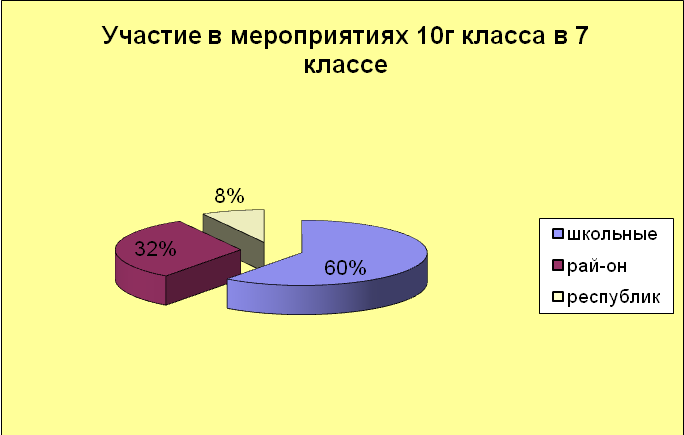 Участие в мероприятиях 10г класса в 7
классе
8%
32%
60%
школьные
рай-он
республик